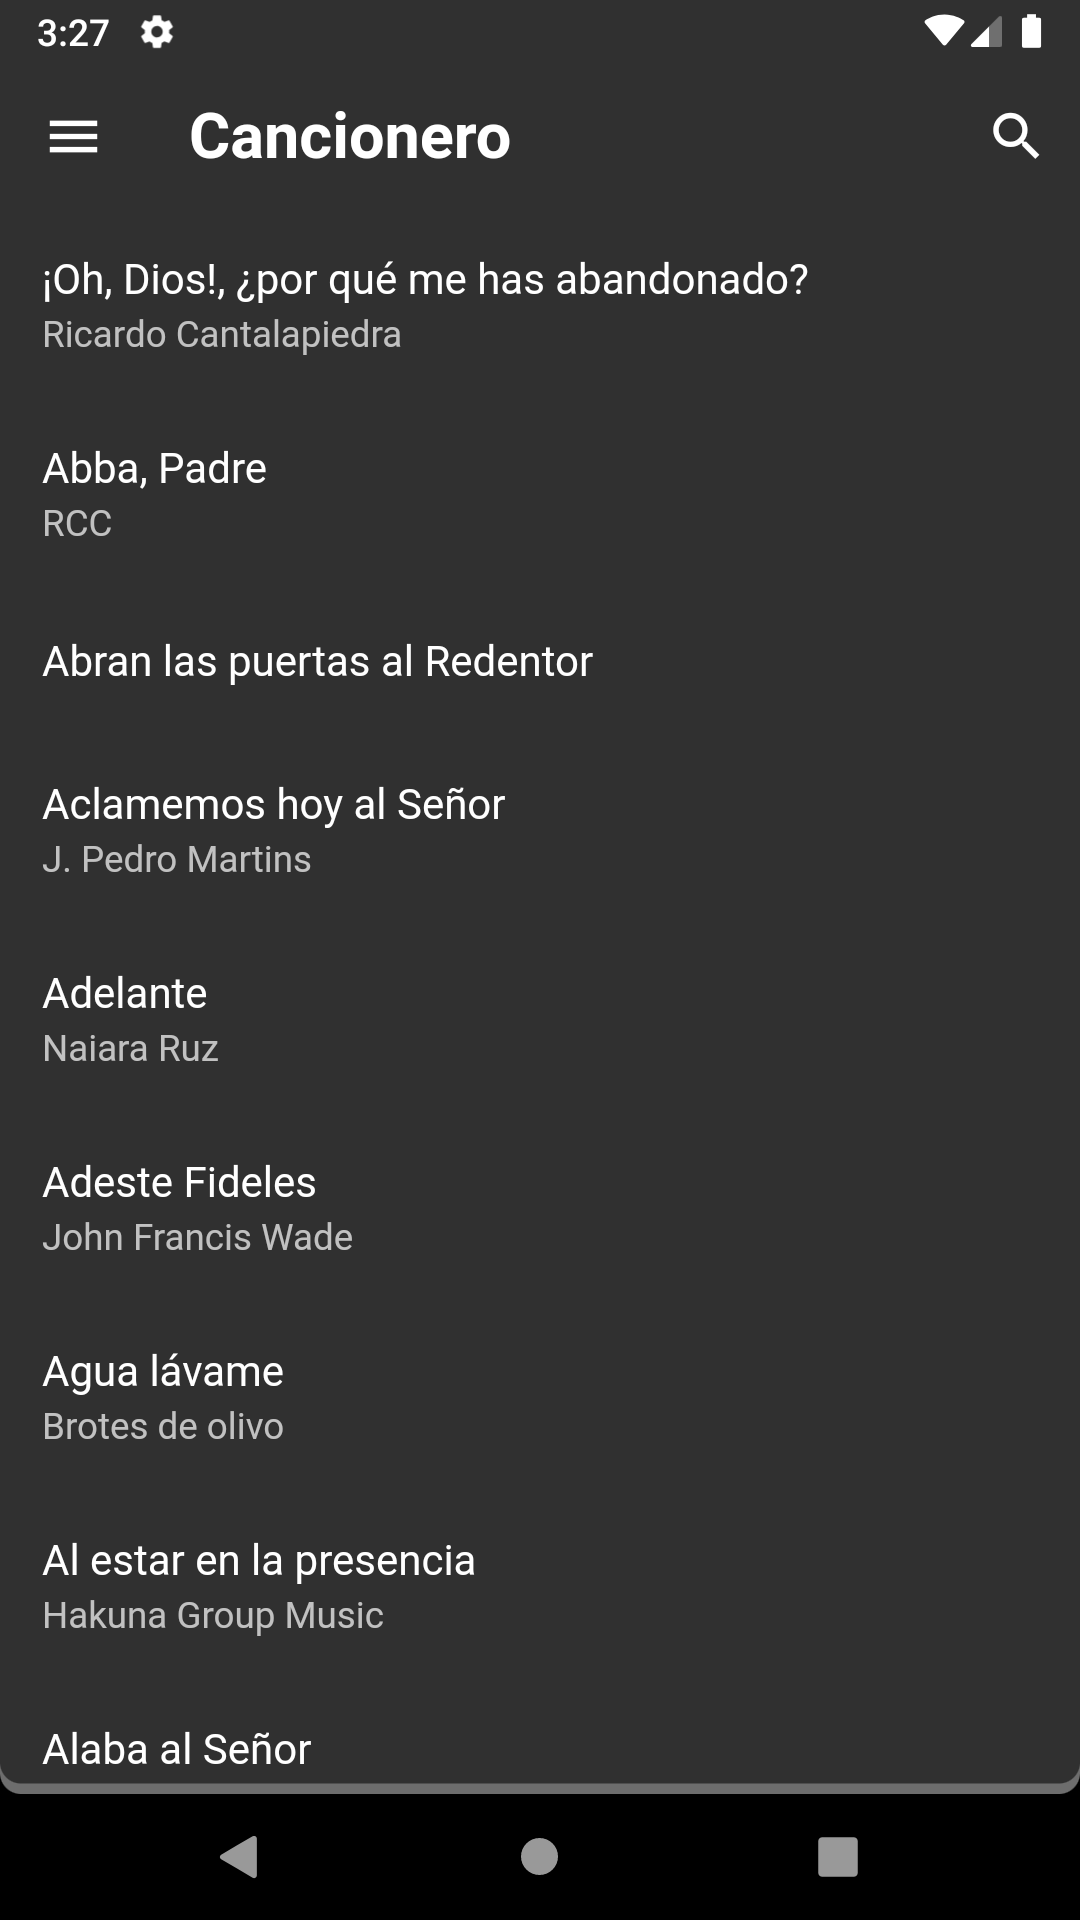 3:27
Cancionero
¡Oh, Dios!, ¿por qué me has abandonado?
Ricardo Cantalapiedra
Abba, Padre
RCC
Abran las puertas al Redentor
Aclamemos hoy al Señor
J. Pedro Martins
Adelante
Naiara Ruz
Adeste Fideles
John Francis Wade
Agua lávame
Brotes de olivo
Al estar en la presencia
Hakuna Group Music
Alaba al Señor